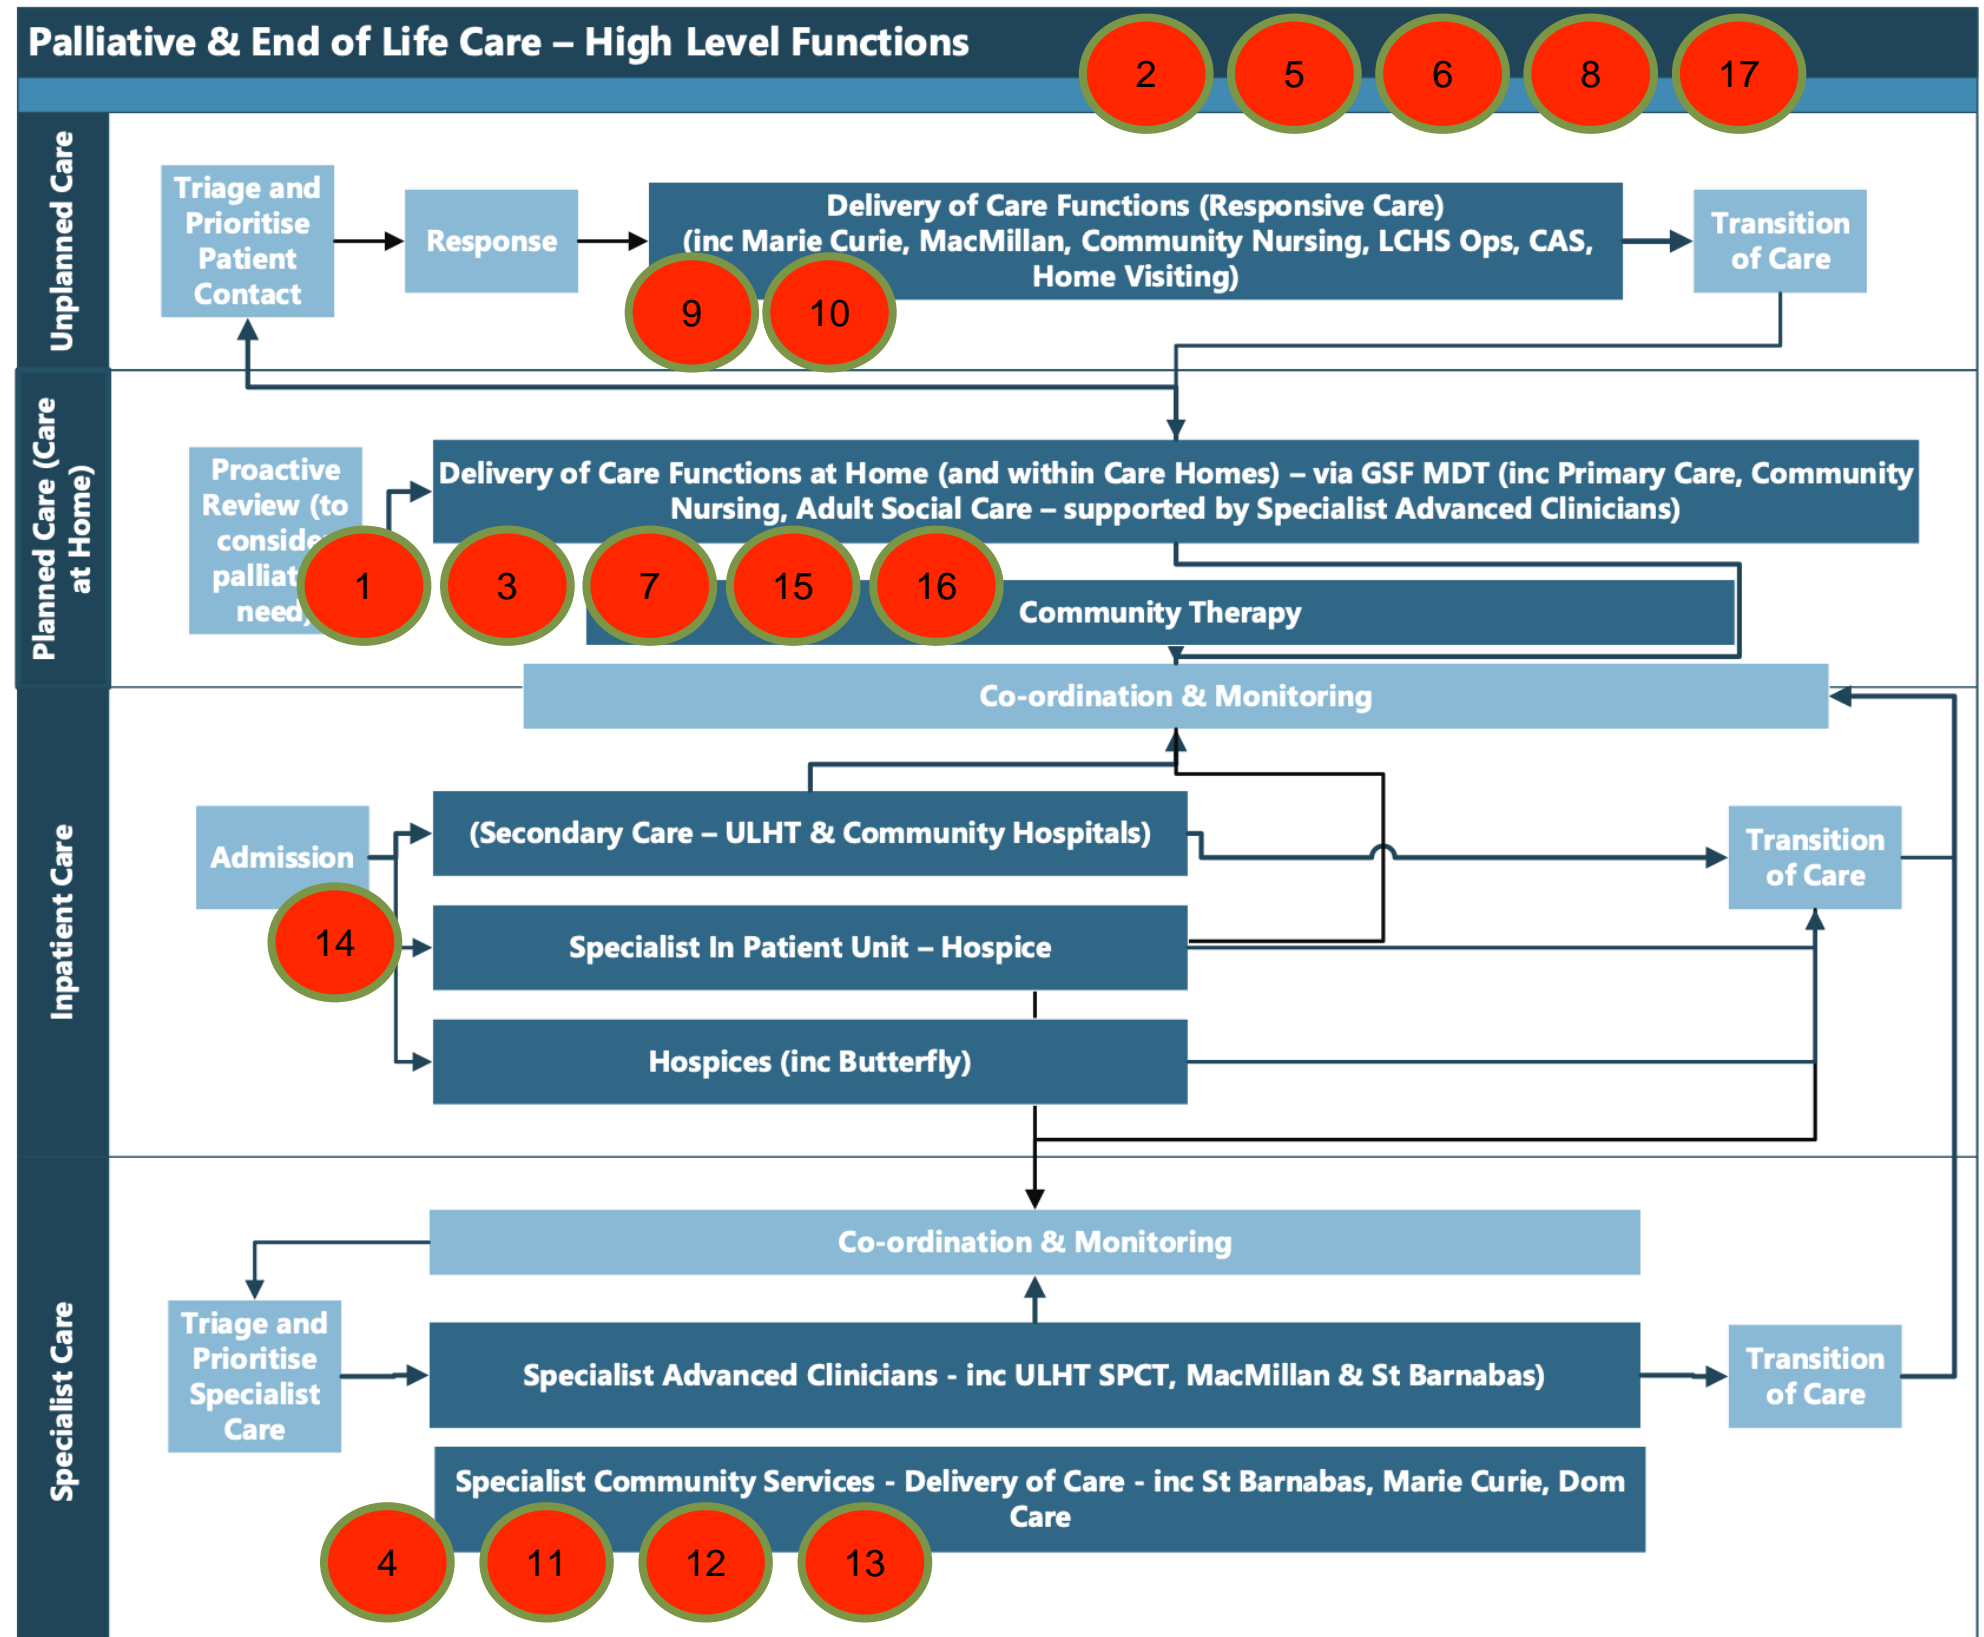 Palliative & End of Life Care – High Level Functions
2
5
6
8
17
Unplanned Care
Triage and
Prioritise
Patient
Contact
Response
Delivery of Care Functions (Responsive Care)
(inc Marie Curie, MacMillan, Community Nursing, LCHS Ops, CAS,
Home Visiting)
Transition
of Care
9
10
Planned Care (Care
at Home)
Proactive
Review (to
Delivery of Care Functions at Home (and within Care Homes) – via GSF MDT (inc Primary Care, Community
Nursing, Adult Social Care – supported by Specialist Advanced Clinicians)
need)
1
3
7
15
16
Community Therapy
Co-ordination & Monitoring
Inpatient Care
Admission
14
(Secondary Care – ULHT & Community Hospitals)
Specialist In Patient Unit – Hospice
Hospices (inc Butterfly)
Transition
of Care
Specialist Care
Co-ordination & Monitoring
Triage and
Prioritise
Specialist
Care
Specialist Advanced Clinicians - inc ULHT SPCT, MacMillan & St Barnabas)
Transition
of Care
Specialist Community Services - Delivery of Care - inc St Barnabas, Marie Curie, Dom
Care
4
11
12
13